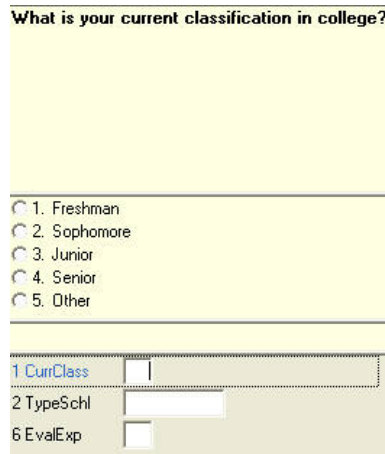 What is your current classification in college?
1. Freshman
2. Sophomore
3. Junior
4. Senior
5. Other
1 CurrClass
2 TypeSchl
6 EvalExp